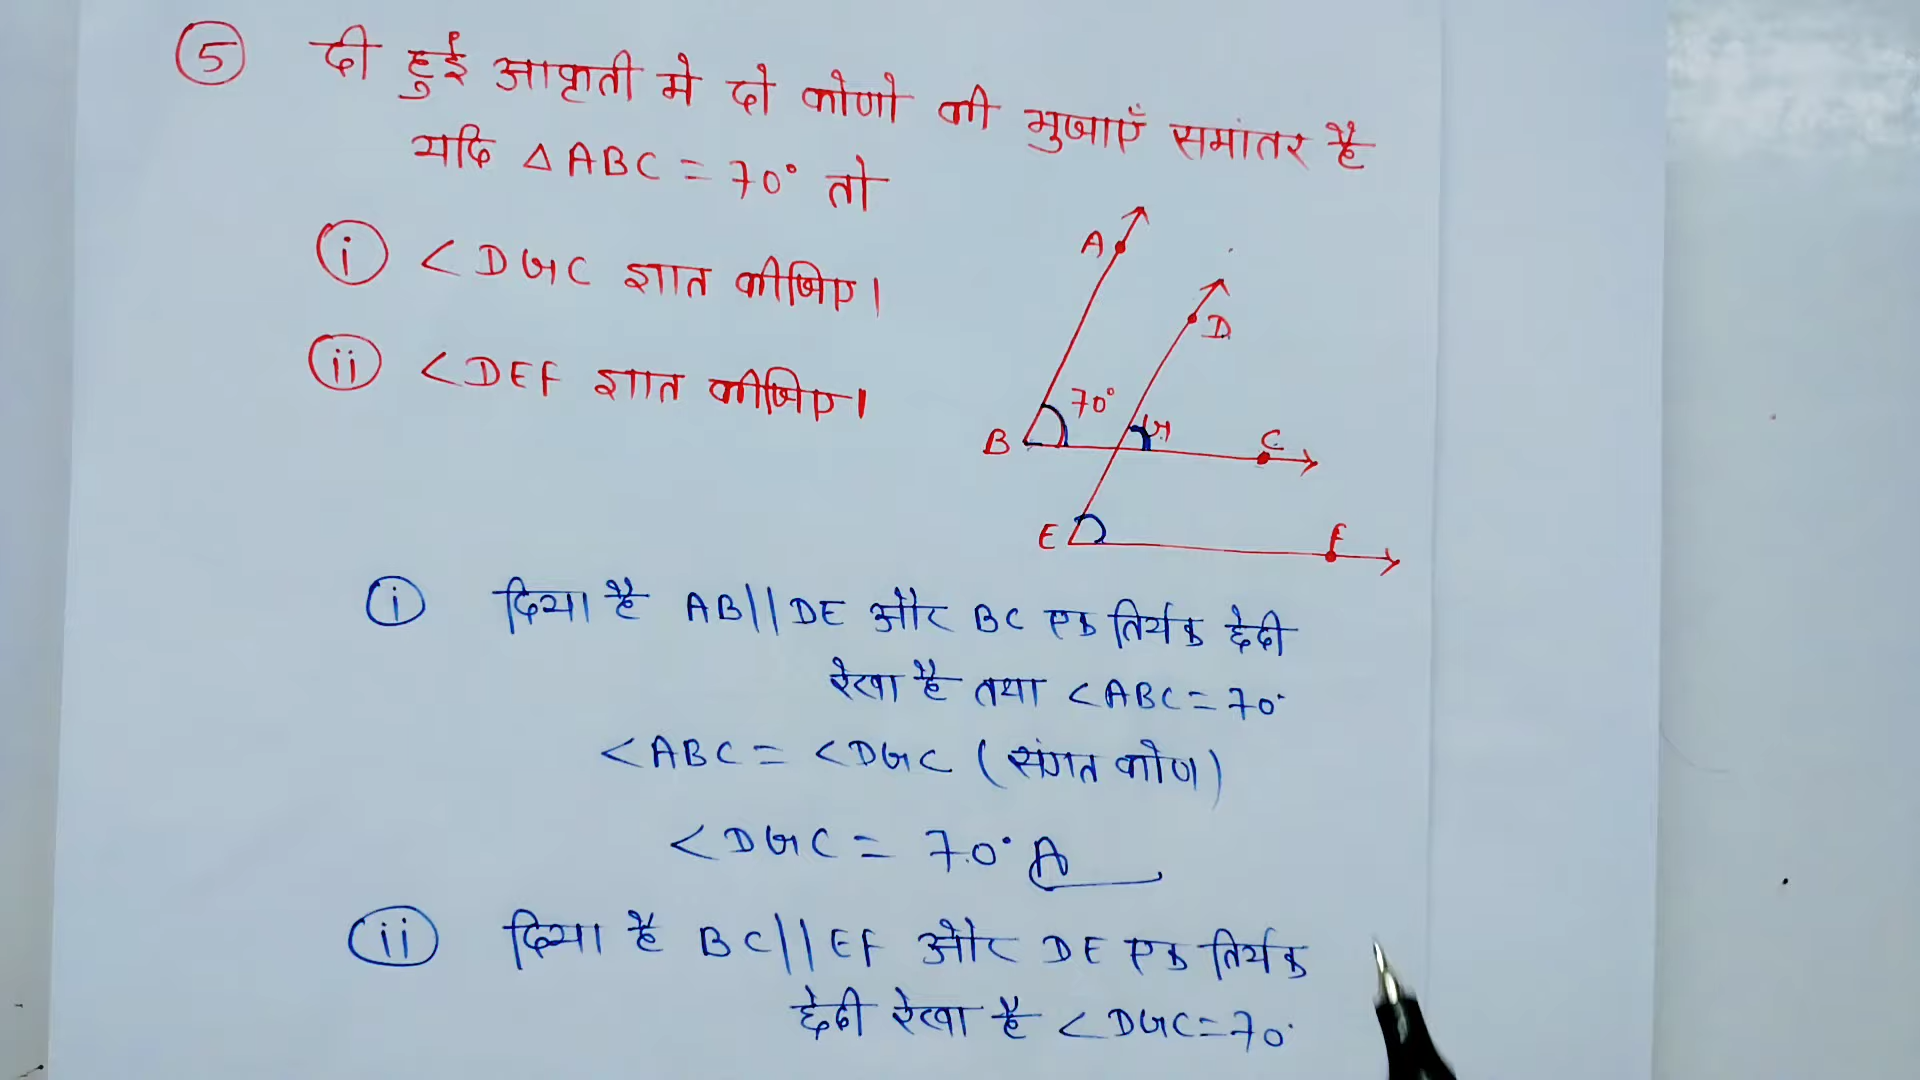 5 दी हुई आकृती मे दो कोणो की भुजाएँ समांतर है
यदि △ABC = 70° तो
i <DGC ज्ञात कीजिए।
ii <DEF ज्ञात कीजिए।
A
D
70°
G
B
C
E
F
i दिया है AB||DE और BC एक तिर्यक छेदी
रेखा है तथा <ABC = 70°
<ABC = <DGC (संगत कोण)
<DGC = 70° A
ii दिया है BC||EF और DE एक तिर्यक
छेदी रेखा है <DGC = 70°